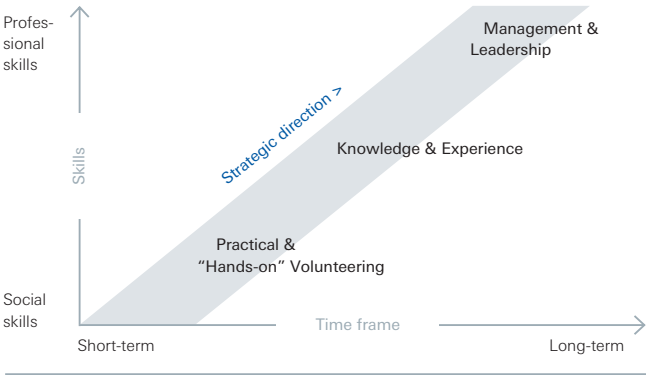 Profes-
sional
skills
Management &
Leadership
Strategic direction >
Knowledge & Experience
Skills
Practical &
“Hands-on” Volunteering
Social
skills
Time frame
Short-term
Long-term